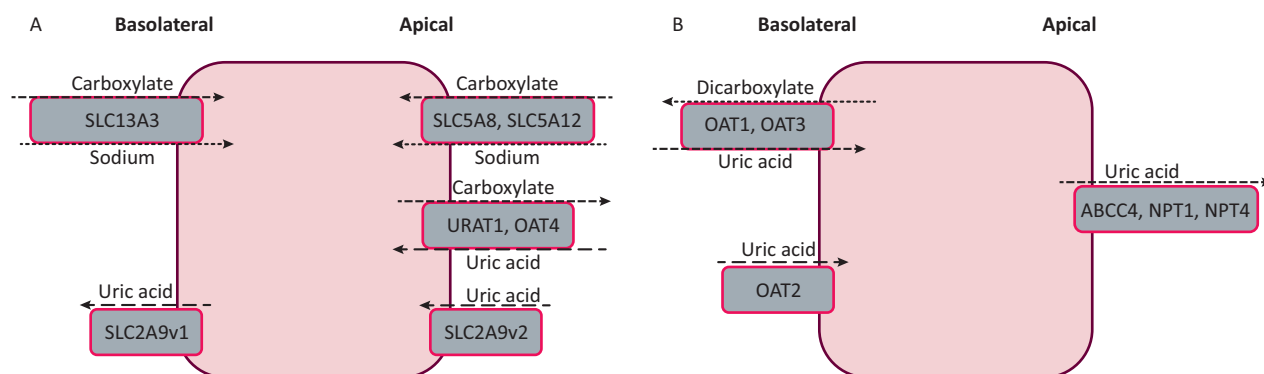 A
Basolateral
Apical
Carboxylate
SLC13A3
Sodium
Carboxylate
SLC5A8, SLC5A12
Sodium
Carboxylate
URAT1, OAT4
Uric acid
Uric acid
SLC2A9v1
Uric acid
SLC2A9v2
B
Basolateral
Apical
Dicarboxylate
OAT1, OAT3
Uric acid
Uric acid
ABCC4, NPT1, NPT4
Uric acid
OAT2